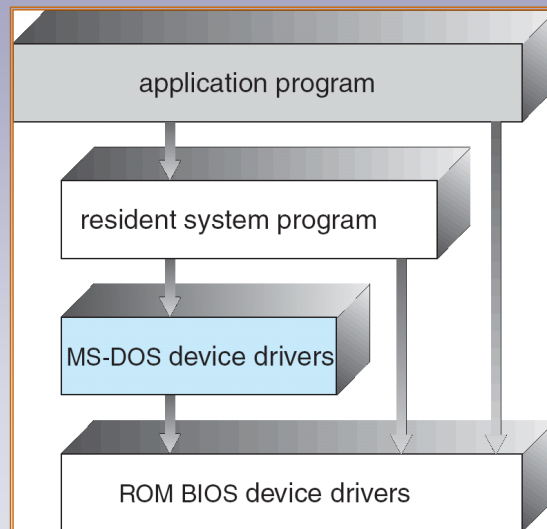 application program
resident system program
MS-DOS device drivers
ROM BIOS device drivers